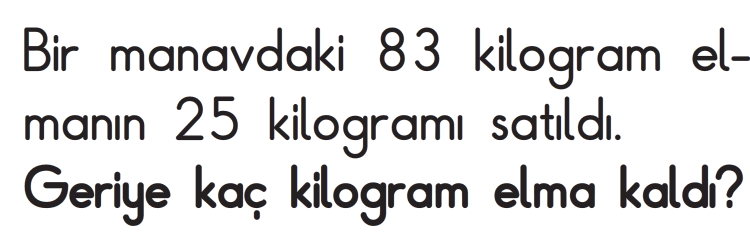 Bir manavdaki 83 kilogram el-
manın 25 kilogramı satıldı.
Geriye kaç kilogram elma kaldı?